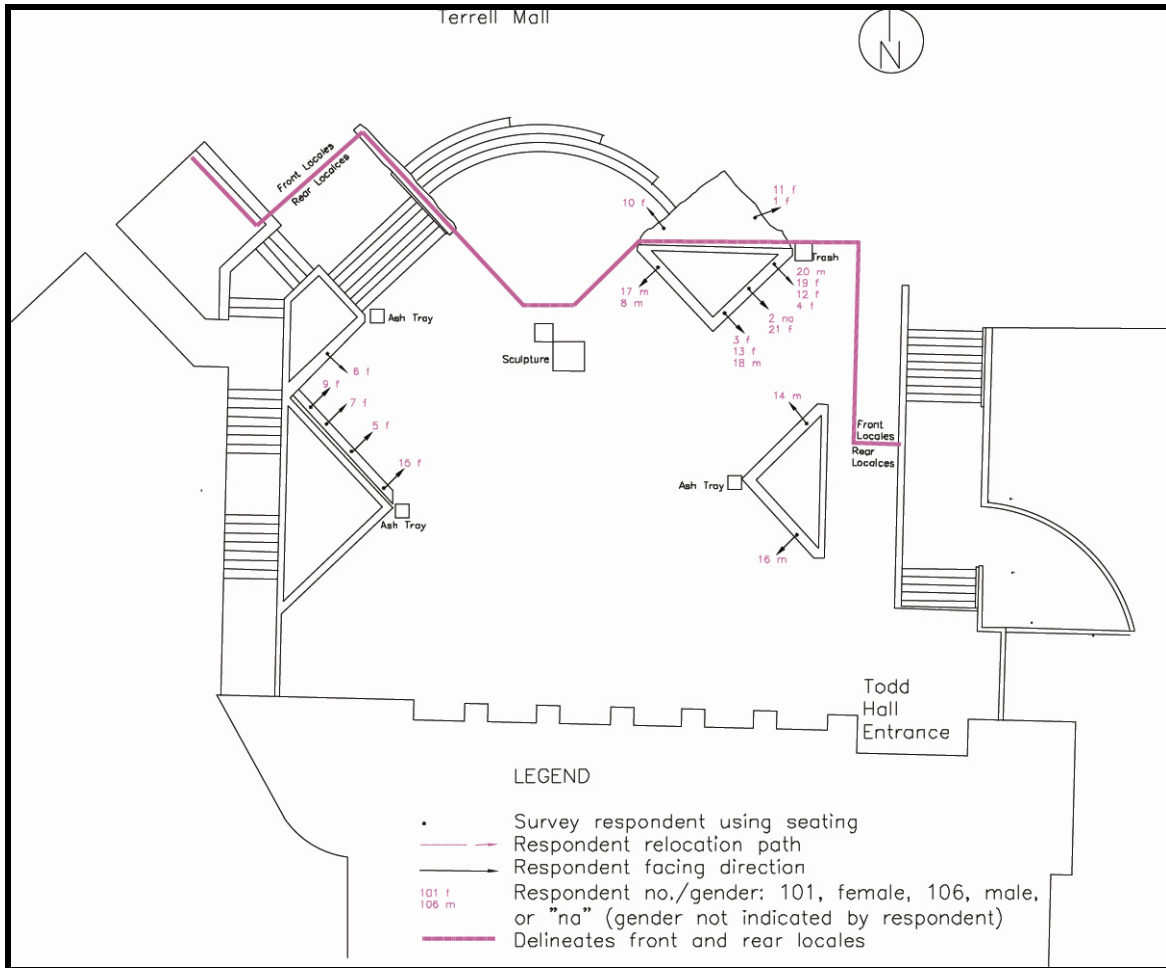 Terrell Mall
N
Front Locales
Rear Localces
10 f
11 f
1 f
Trash
17 m
8 m
20 m
19 f
12 f
4 f
2 na
21 f
3 f
13 f
18 m
Ash Tray
Sculpture
6 f
9 f
7 f
5 f
15 f
Ash Tray
14 m
Front
Locales
Rear
Localces
Ash Tray
16 m
Todd
Hall
Entrance
LEGEND
Survey respondent using seating
Respondent relocation path
Respondent facing direction
101 f
106 m
Respondent no./gender: 101, female, 106, male,
or "na" (gender not indicated by respondent)
Delineates front and rear locales